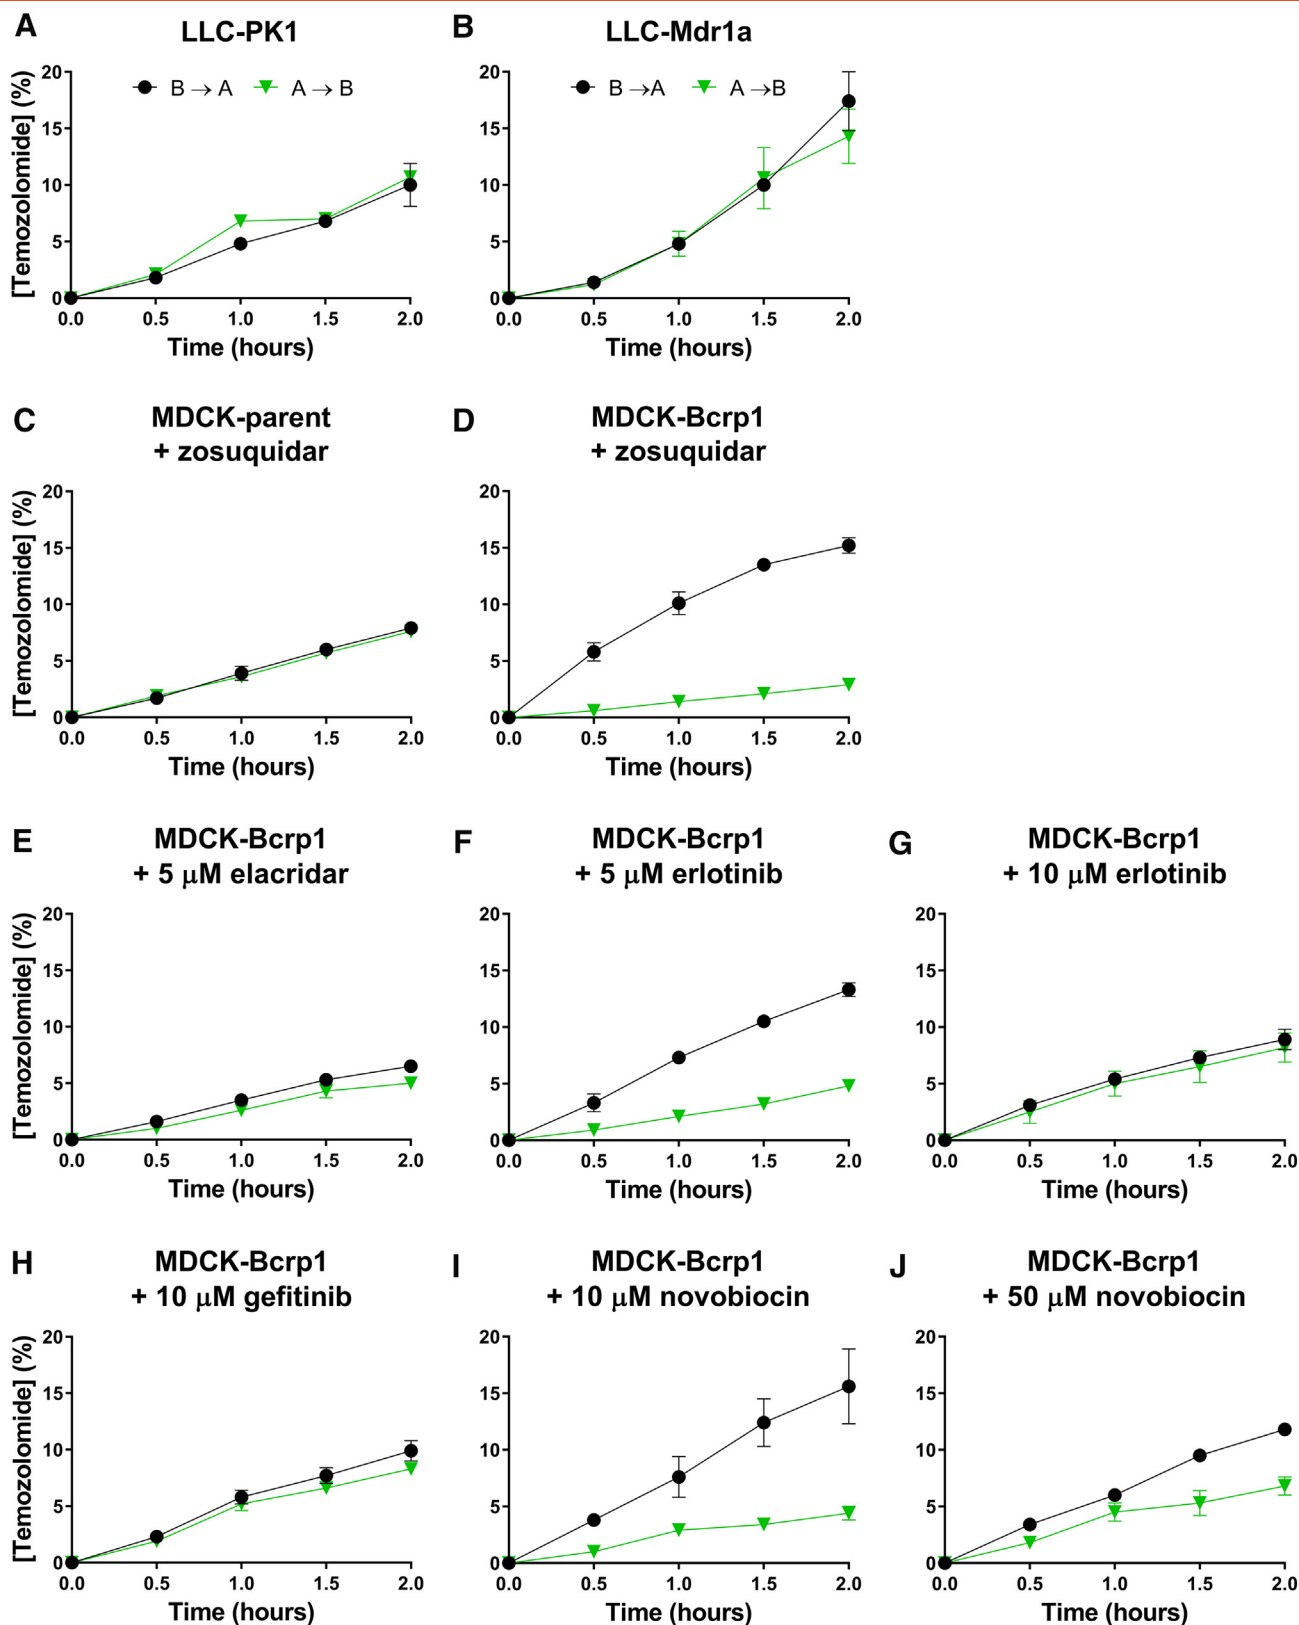 A
LLC-PK1
B
LLC-Mdr1a
[Temozolomide] (%)
20
15
10
5
0
B → A
A → B
0.0
0.5
1.0
1.5
2.0
Time (hours)
20
15
10
5
0
B →A
A →B
0.0
0.5
1.0
1.5
2.0
Time (hours)
C
MDCK-parent
+ zosuquidar
D
MDCK-Bcrp1
+ zosuquidar
[Temozolomide] (%)
20
15
10
5
0
0.0
0.5
1.0
1.5
2.0
Time (hours)
20
15
10
5
0
0.0
0.5
1.0
1.5
2.0
Time (hours)
E
MDCK-Bcrp1
+ 5 μM elacridar
F
MDCK-Bcrp1
+ 5 μM erlotinib
G
MDCK-Bcrp1
+ 10 μM erlotinib
[Temozolomide] (%)
20
15
10
5
0
0.0
0.5
1.0
1.5
2.0
Time (hours)
20
15
10
5
0
0.0
0.5
1.0
1.5
2.0
Time (hours)
20
15
10
5
0
0.0
0.5
1.0
1.5
2.0
Time (hours)
H
MDCK-Bcrp1
+ 10 μM gefitinib
I
MDCK-Bcrp1
+ 10 μM novobiocin
J
MDCK-Bcrp1
+ 50 μM novobiocin
[Temozolomide] (%)
20
15
10
5
0
0.0
0.5
1.0
1.5
2.0
Time (hours)
20
15
10
5
0
0.0
0.5
1.0
1.5
2.0
Time (hours)
20
15
10
5
0
0.0
0.5
1.0
1.5
2.0
Time (hours)